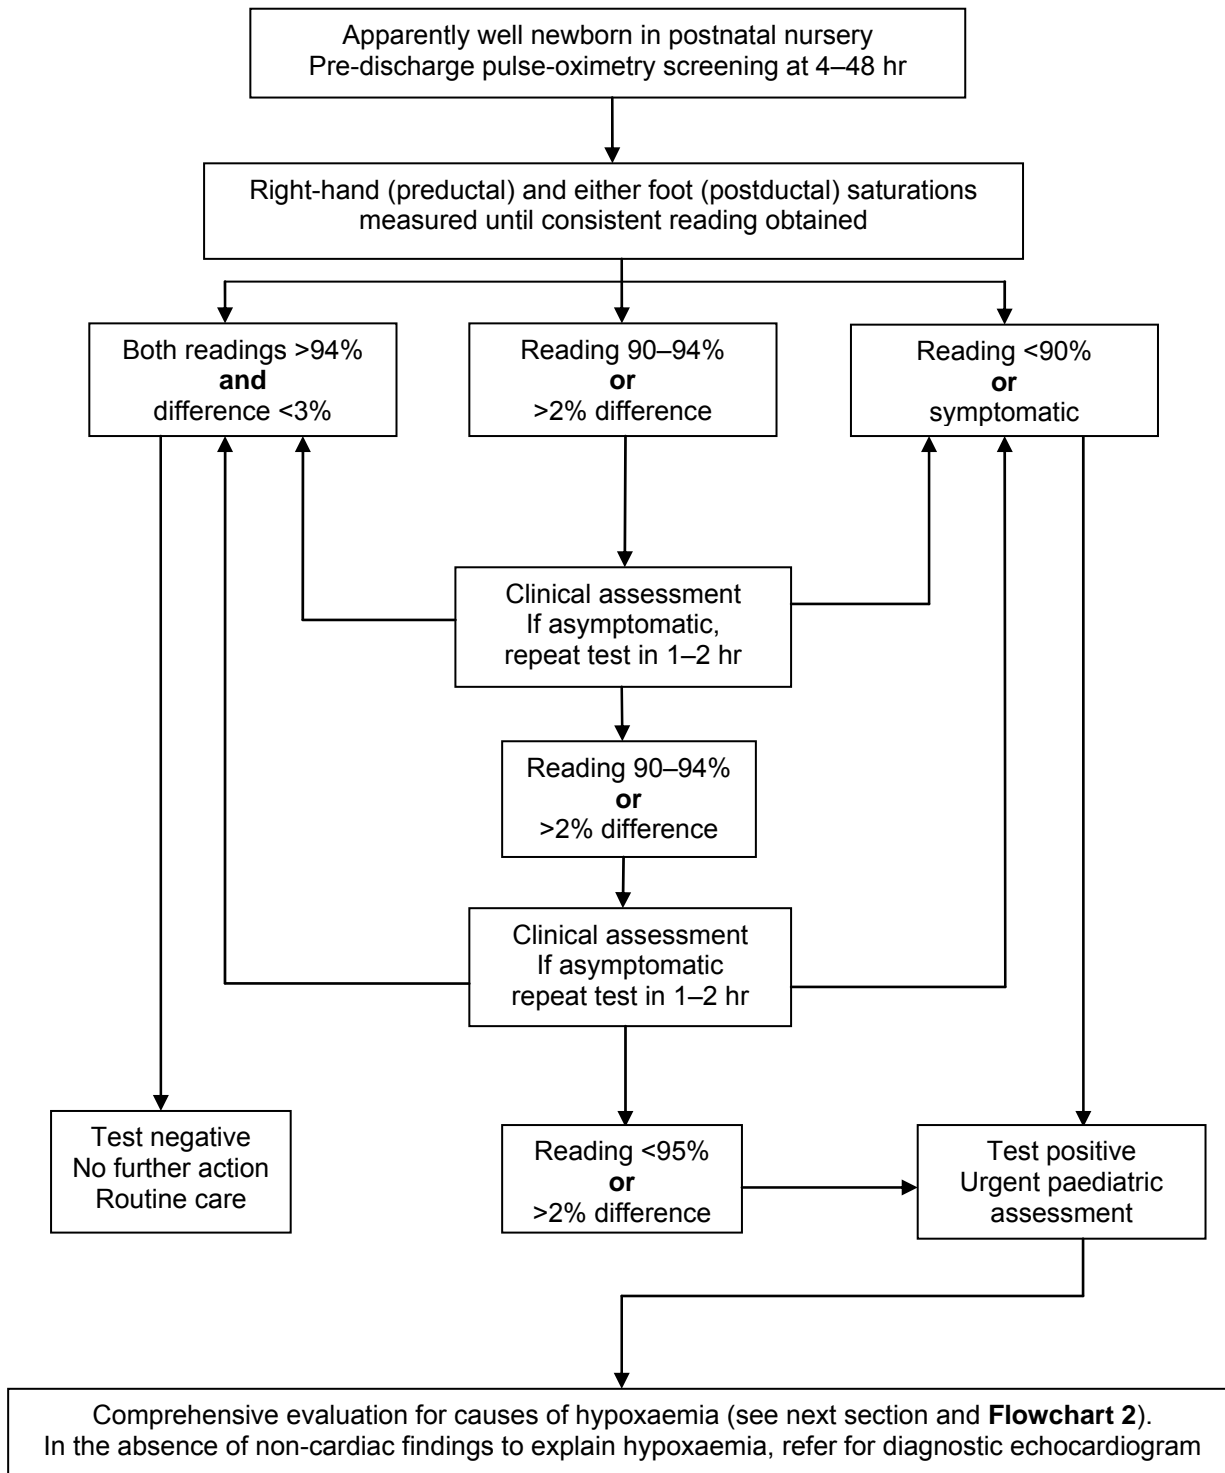 Apparently well newborn in postnatal nursery
Pre-discharge pulse-oximetry screening at 4–48 hr
Right-hand (preductal) and either foot (postductal) saturations
measured until consistent reading obtained
Both readings >94%
and
difference <3%
Reading 90–94%
or
>2% difference
Reading <90%
or
symptomatic
Clinical assessment
If asymptomatic,
repeat test in 1–2 hr
Reading 90–94%
or
>2% difference
Clinical assessment
If asymptomatic
repeat test in 1–2 hr
Test negative
No further action
Routine care
Reading <95%
or
>2% difference
Test positive
Urgent paediatric
assessment
Comprehensive evaluation for causes of hypoxaemia (see next section and Flowchart 2).
In the absence of non-cardiac findings to explain hypoxaemia, refer for diagnostic echocardiogram